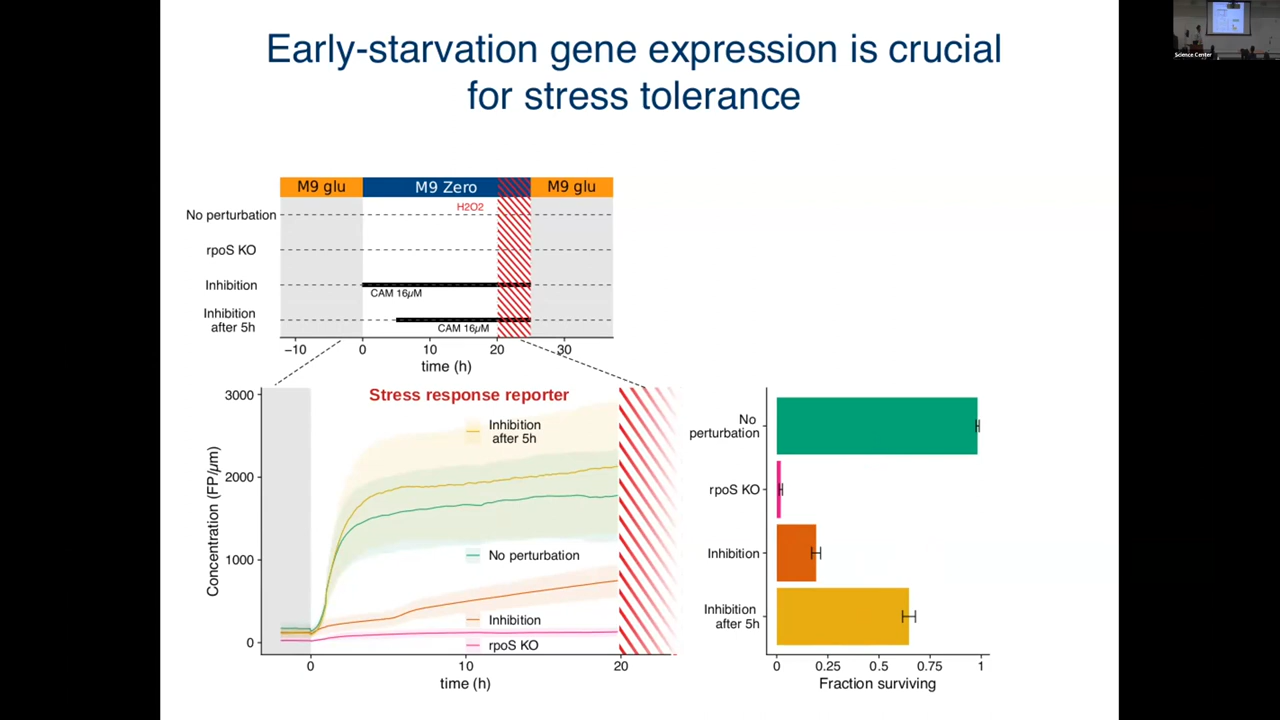 Early-starvation gene expression is crucial
for stress tolerance
Science Center
M9 glu
M9 Zero
M9 glu
H2O2
No perturbation
rpoS KO
Inhibition
CAM 16µM
Inhibition
after 5h
CAM 16µM
−10
0
10
20
30
time (h)
Stress response reporter
3000
2000
1000
0
Concentration (FP/µm)
Inhibition
after 5h
No perturbation
Inhibition
rpoS KO
0
10
20
time (h)
No
perturbation
rpoS KO
Inhibition
Inhibition
after 5h
0
0.25
0.5
0.75
1
Fraction surviving